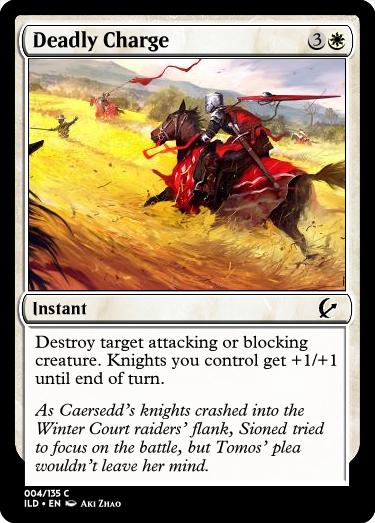 Deadly Charge 3
Instant
Destroy target attacking or blocking
creature. Knights you control get +1/+1
until end of turn.
As Caersedd's knights crashed into the
Winter Court raiders' flank, Sioned tried
to focus on the battle, but Tomos' plea
wouldn't leave her mind.
004/135 C
ILD • EN Aki Zhao